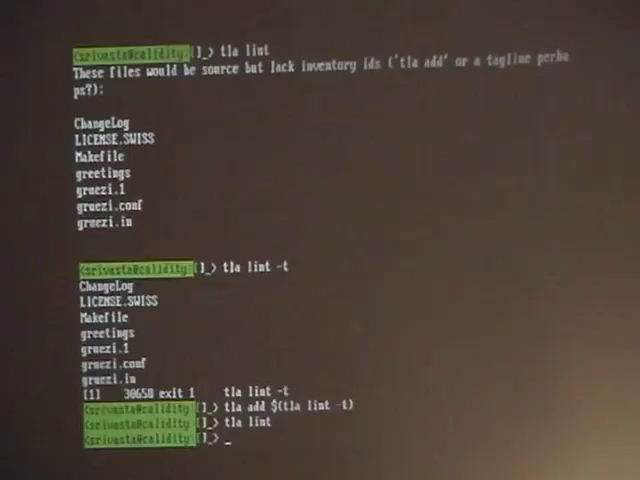 <srivasta@calidity:[]_> tla lint
These files would be source but lack inventory ids ('tla add' or a tagline perha
ps?):
ChangeLog
LICENSE.SWISS
Makefile
greetings
gruezi.1
gruezi.conf
gruezi.in
<srivasta@calidity:[]_> tla lint -t
ChangeLog
LICENSE.SWISS
Makefile
greetings
gruezi.1
gruezi.conf
gruezi.in
[1]    30658 exit 1     tla lint -t
<srivasta@calidity:[]_> tla add $(tla lint -t)
<srivasta@calidity:[]_> tla lint
<srivasta@calidity:[]_> _